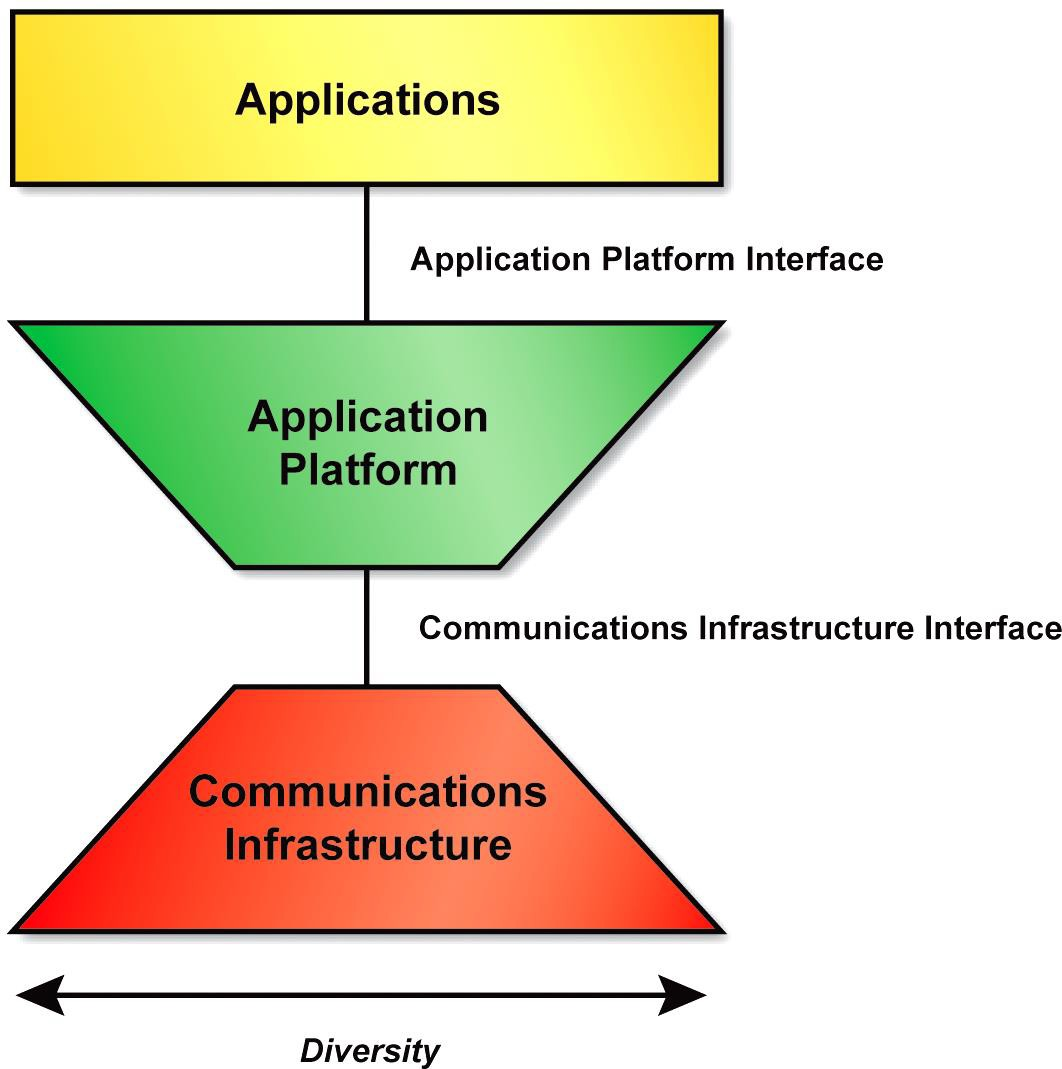 Applications
Application Platform Interface
Application
Platform
Communications Infrastructure Interface
Communications
Infrastructure
Diversity